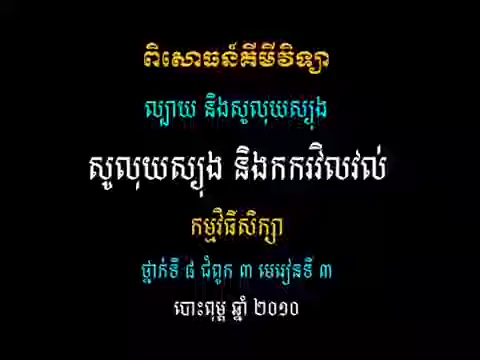 ពិសោធន៍គីមីវិទ្យា
ល្បាយ និងសូលុយស្យុង
សូលុយស្យុង និងកករវិលវល់
កម្មវិធីសិក្សា
ថ្នាក់ទី ៨ ជំពូក ៣ មេរៀនទី ៣
បោះពុម្ព ឆ្នាំ ២០១០